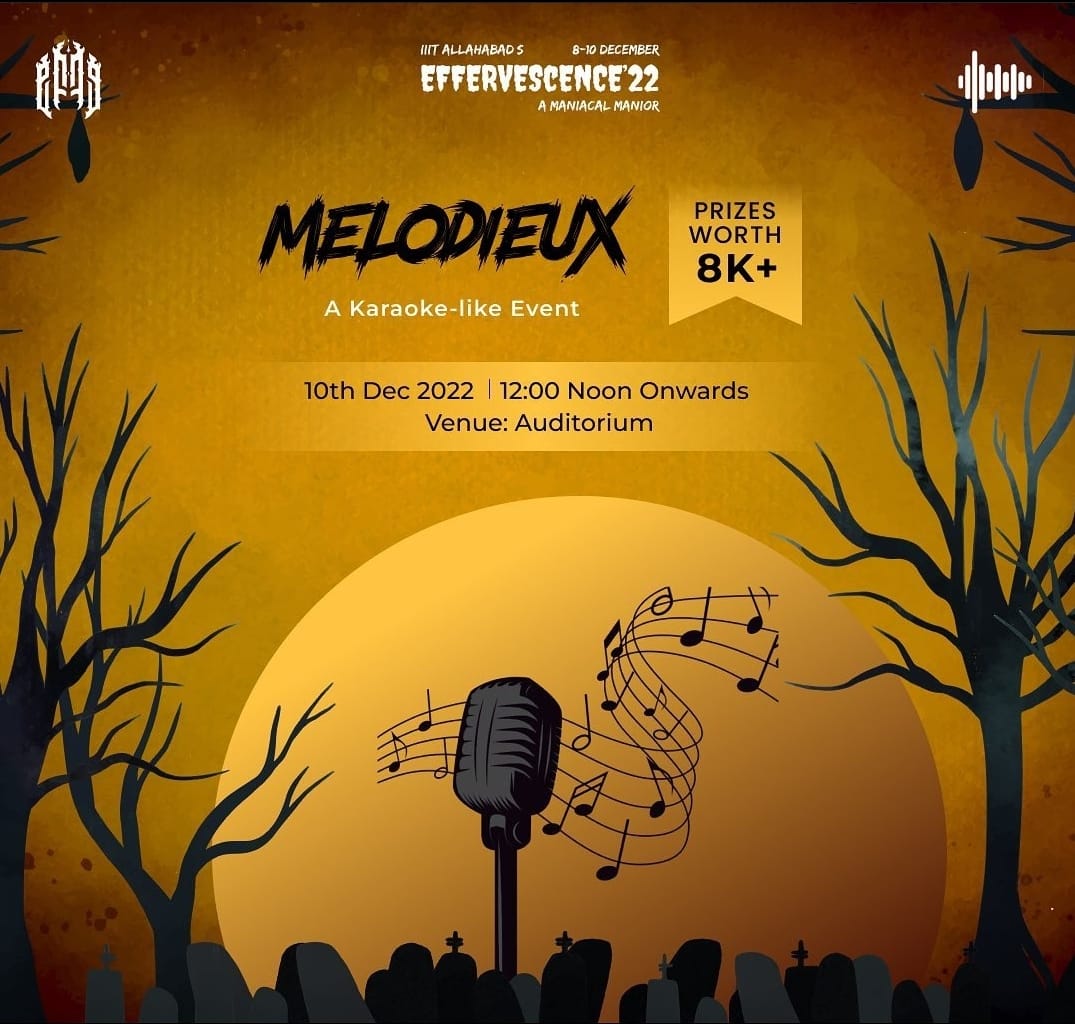 IIIT ALLAHABAD S 8-10 DECEMBER
EFFERVESCENCE'22
A MANIACAL MANIOR
MELODIEUX
A Karaoke-like Event
PRIZES
WORTH
8K+
10th Dec 2022 | 12:00 Noon Onwards
Venue: Auditorium